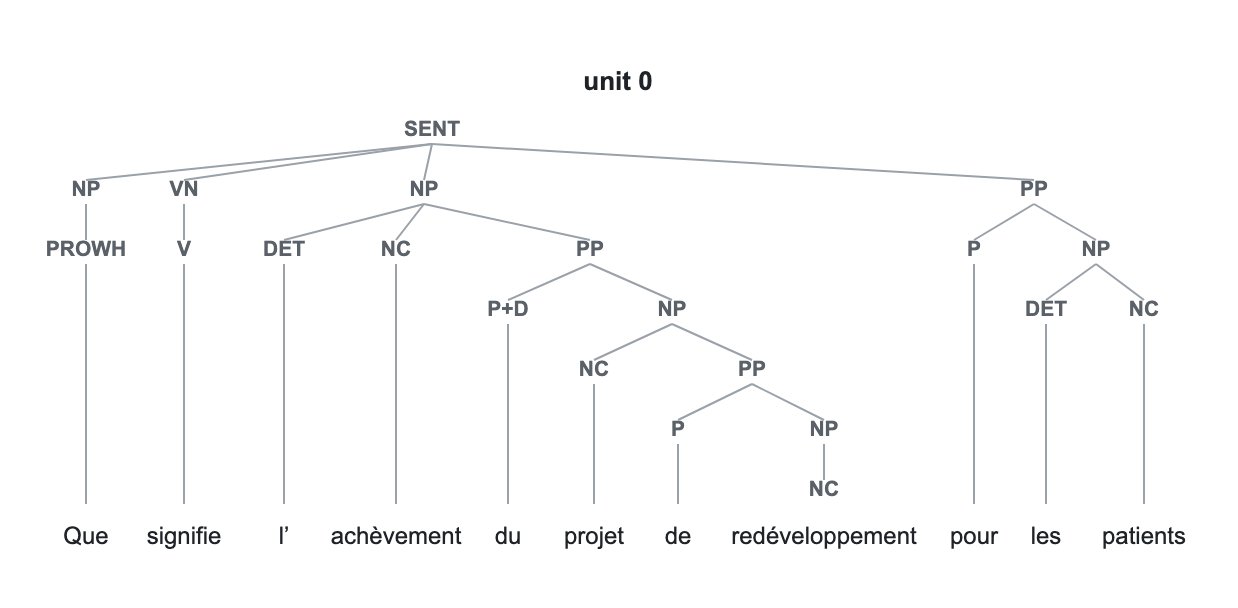 unit 0
SENT
NP VN NP PP
PROWH V DET NC PP P NP
P+D NP DET NC
NC PP
P NP
NC
Que signifie l’ achèvement du projet de redéveloppement pour les patients